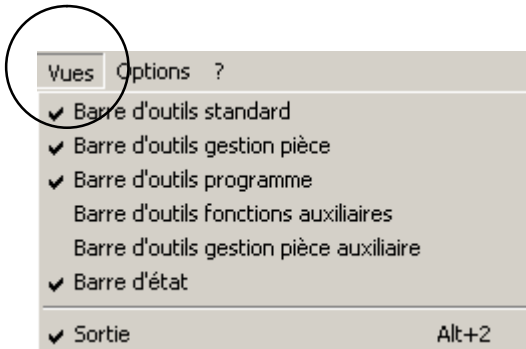 Vues Options ?
Barre d'outils standard
Barre d'outils gestion pièce
Barre d'outils programme
Barre d'outils fonctions auxiliaires
Barre d'outils gestion pièce auxiliaire
Barre d'état
Sortie Alt+2